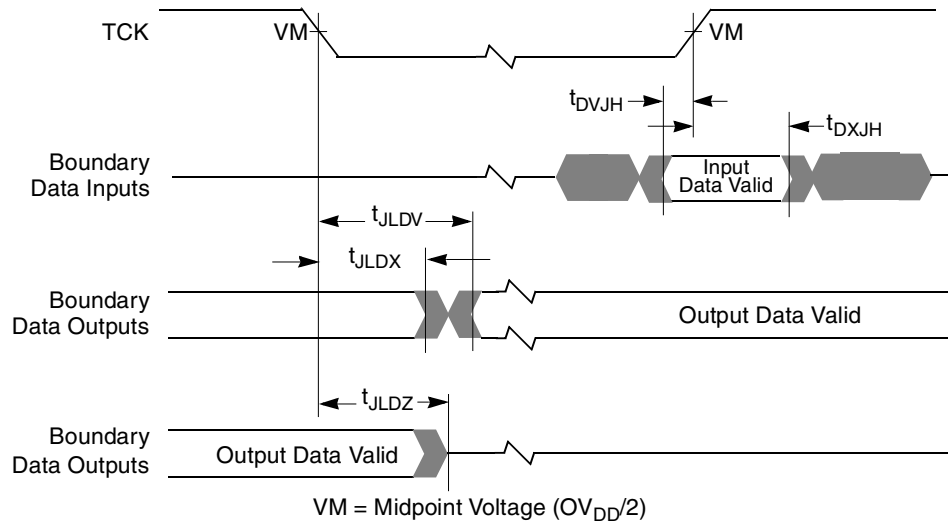 TCK
VM
VM
tDVJH
tDXJH
Boundary
Data Inputs
Input
Data Valid
tJLDV
tJLDX
Boundary
Data Outputs
Output Data Valid
tJLDZ
Boundary
Data Outputs
Output Data Valid
VM = Midpoint Voltage (OVDD/2)